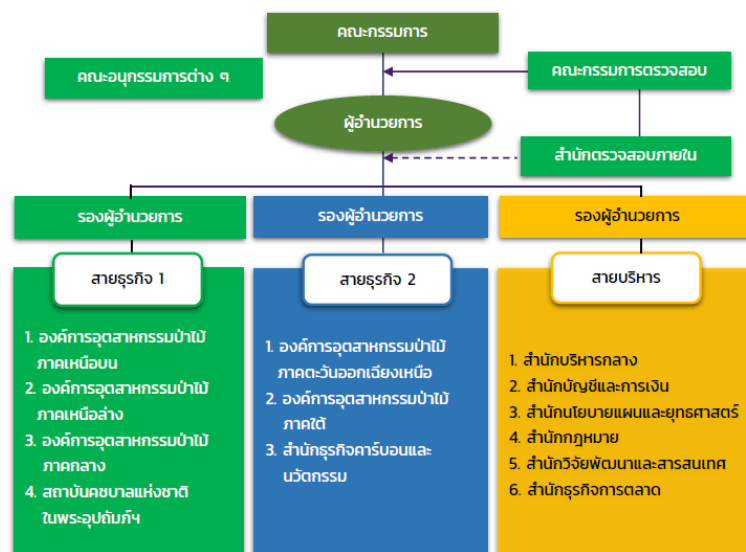 คณะกรรมการ
คณะอนุกรรมการต่าง ๆ
คณะกรรมการตรวจสอบ
ผู้อำนวยการ
สำนักตรวจสอบภายใน
รองผู้อำนวยการ
รองผู้อำนวยการ
รองผู้อำนวยการ
สายธุรกิจ 1
1. องค์การอุตสาหกรรมป่าไม้
ภาคเหนือบน
2. องค์การอุตสาหกรรมป่าไม้
ภาคเหนือล่าง
3. องค์การอุตสาหกรรมป่าไม้
ภาคกลาง
4. สถาบันคชบาลแห่งชาติ
ในพระอุปถัมภ์ฯ
สายธุรกิจ 2
1. องค์การอุตสาหกรรมป่าไม้
ภาคตะวันออกเฉียงเหนือ
2. องค์การอุตสาหกรรมป่าไม้
ภาคใต้
3. สำนักธุรกิจคาร์บอนและ
นวัตกรรม
สายบริหาร
1. สำนักบริหารกลาง
2. สำนักบัญชีและการเงิน
3. สำนักนโยบายแผนและยุทธศาสตร์
4. สำนักกฎหมาย
5. สำนักวิจัยพัฒนาและสารสนเทศ
6. สำนักธุรกิจการตลาด